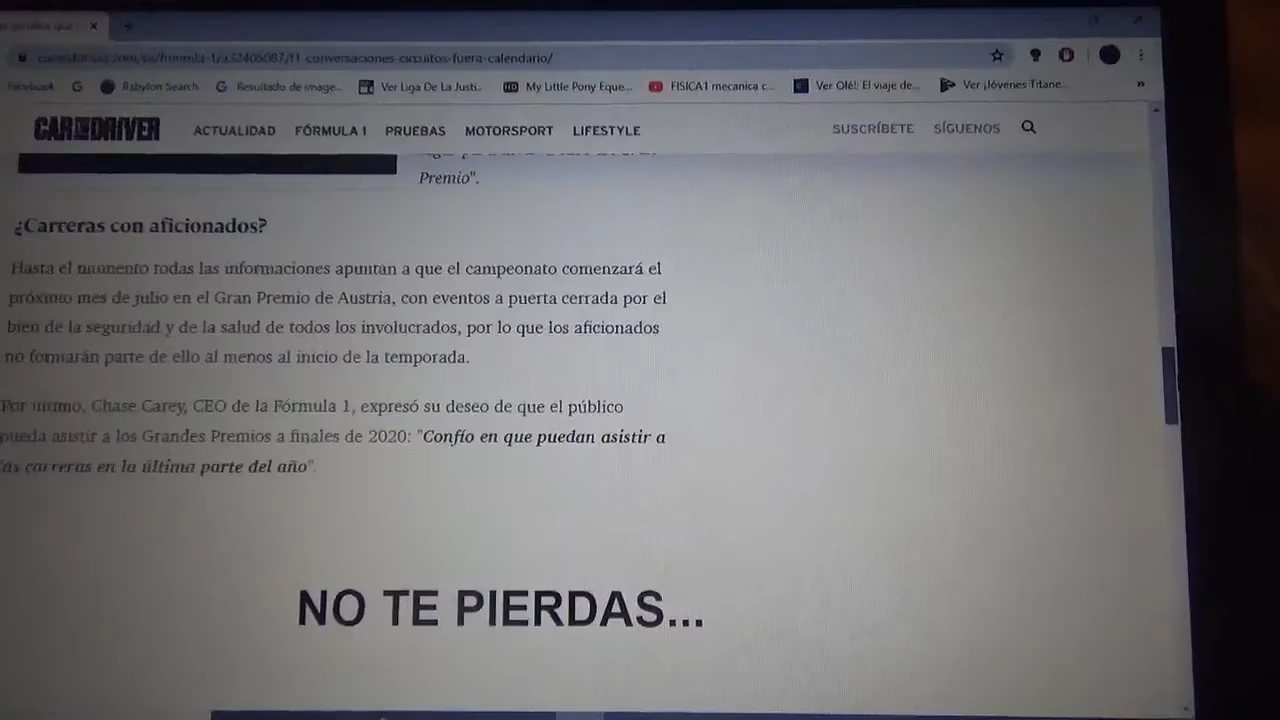 /f1-conversaciones-circuitos-fuera-calendario/
Facebook
Babylon Search
Resultado de image...
Ver Liga De La Justi...
My Little Pony Eque...
FISICA1 mecanica c...
Ver Olé!: El viaje de...
Ver ¡Jóvenes Titane...
»
CAR AND DRIVER
ACTUALIDAD
FÓRMULA 1
PRUEBAS
MOTORSPORT
LIFESTYLE
SUSCRÍBETE
SÍGUENOS
Premio".
¿Carreras con aficionados?
Hasta el momento todas las informaciones apuntan a que el campeonato comenzará el
próximo mes de julio en el Gran Premio de Austria, con eventos a puerta cerrada por el
bien de la seguridad y de la salud de todos los involucrados, por lo que los aficionados
no formarán parte de ello al menos al inicio de la temporada.
Por último, Chase Carey, CEO de la Fórmula 1, expresó su deseo de que el público
pueda asistir a los Grandes Premios a finales de 2020: "Confío en que puedan asistir a
las carreras en la última parte del año".
NO TE PIERDAS...